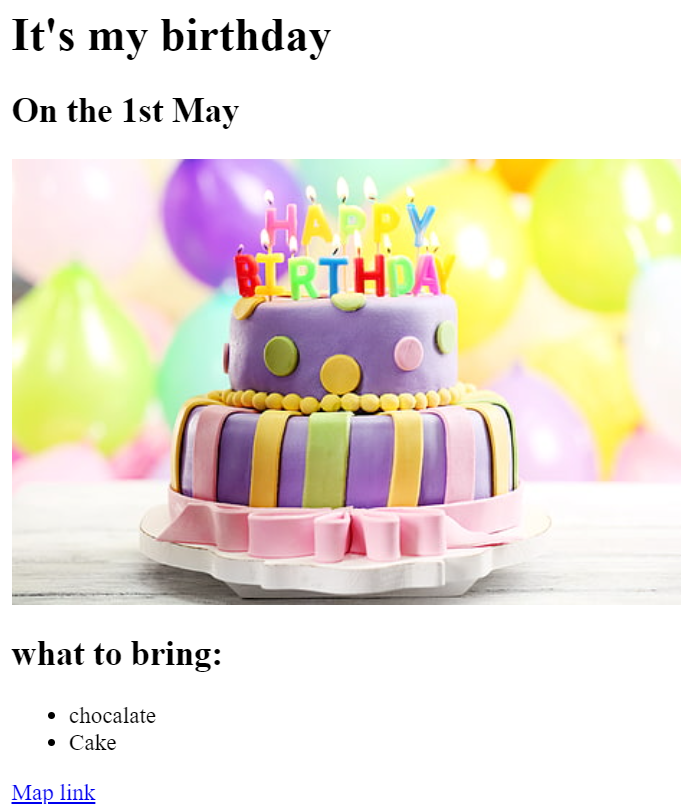 It's my birthday
On the 1st May
HAPPY
BIRTHDAY
what to bring:
chocalate
Cake
Map link